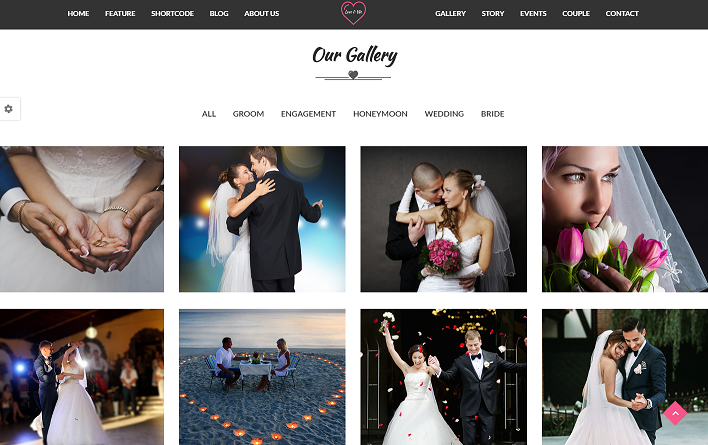 HOME FEATURE SHORTCODE BLOG ABOUT US GALLERY STORY EVENTS COUPLE CONTACT
Our Gallery
ALL GROOM ENGAGEMENT HONEYMOON WEDDING BRIDE